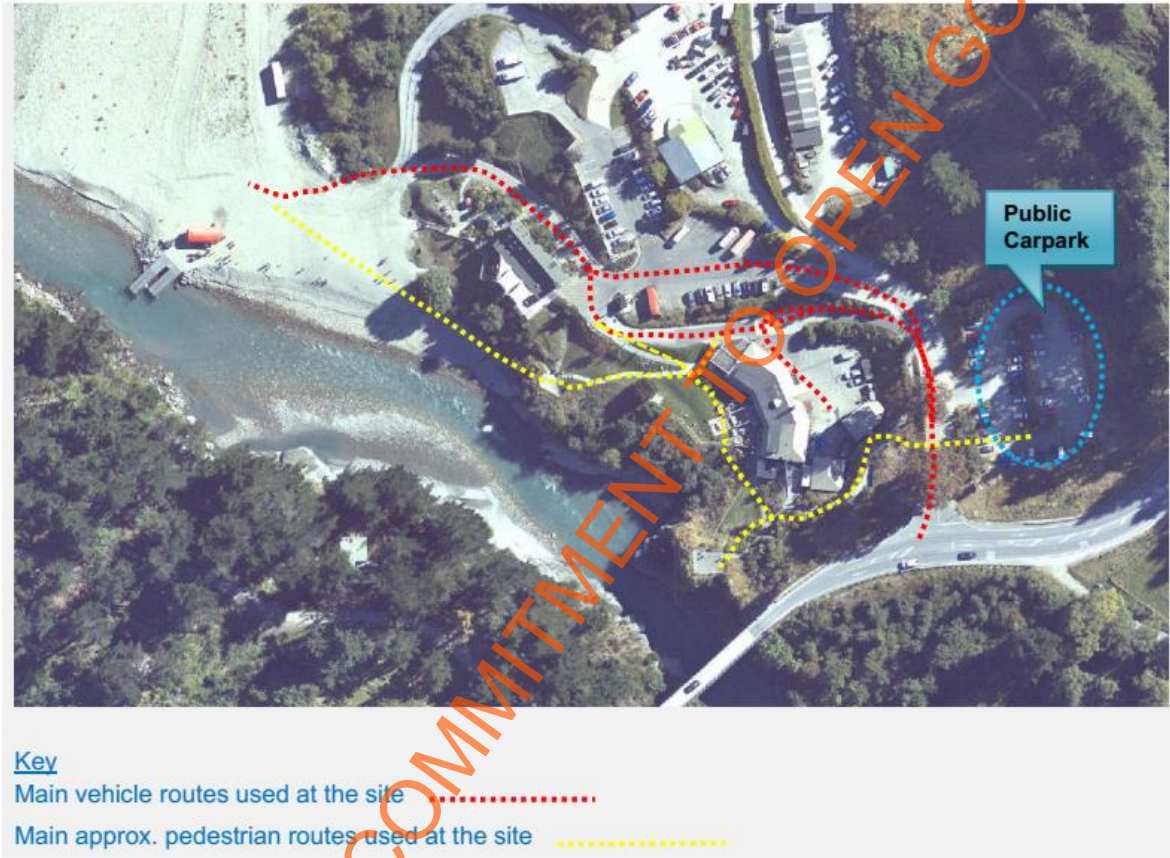 Public
Carpark
COMMITMENT TO OPEN GO
Key
Main vehicle routes used at the site
Main approx. pedestrian routes used at the site